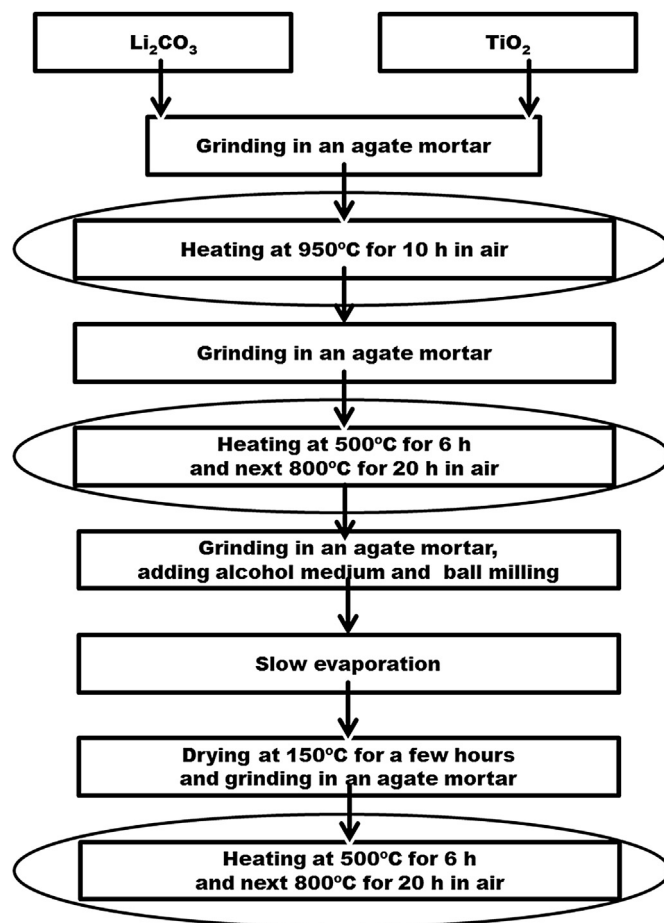 Li₂CO₃
TiO₂
Grinding in an agate mortar
Heating at 950ºC for 10 h in air
Grinding in an agate mortar
Heating at 500ºC for 6 h
and next 800ºC for 20 h in air
Grinding in an agate mortar,
adding alcohol medium and ball milling
Slow evaporation
Drying at 150ºC for a few hours
and grinding in an agate mortar
Heating at 500ºC for 6 h
and next 800ºC for 20 h in air